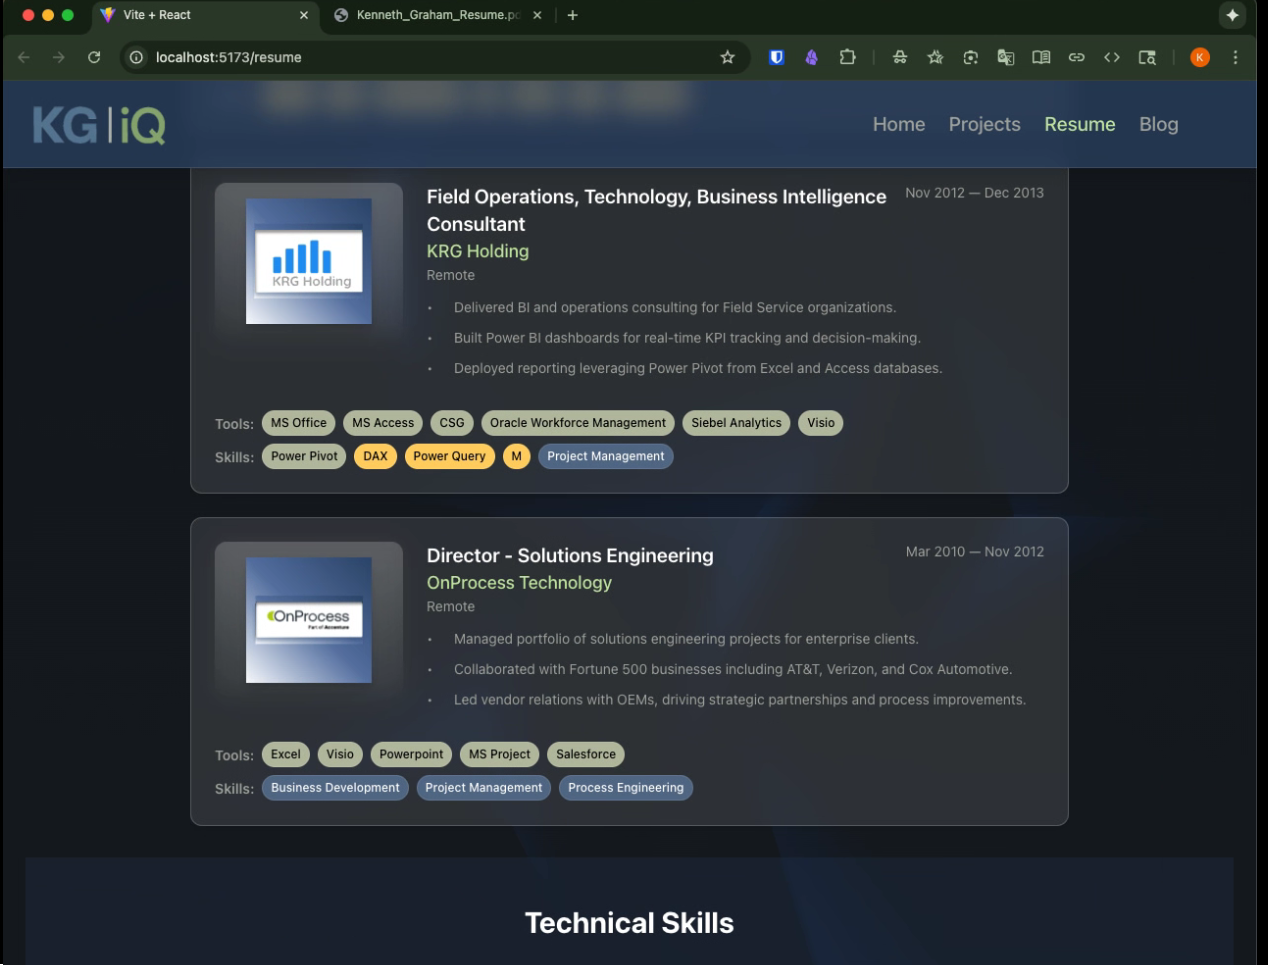 Vite + React
Kenneth_Graham_Resume.pd
localhost:5173/resume
K
KG|iQ
Home
Projects
Resume
Blog
Field Operations, Technology, Business Intelligence
Consultant
Nov 2012 — Dec 2013
KRG Holding
KRG Holding
Remote
• Delivered BI and operations consulting for Field Service organizations.
• Built Power BI dashboards for real-time KPI tracking and decision-making.
• Deployed reporting leveraging Power Pivot from Excel and Access databases.
Tools: MS Office MS Access CSG Oracle Workforce Management Siebel Analytics Visio
Skills: Power Pivot DAX Power Query M Project Management
Director - Solutions Engineering
Mar 2010 — Nov 2012
OnProcess Technology
OnProcess
Part of Accenture
Remote
• Managed portfolio of solutions engineering projects for enterprise clients.
• Collaborated with Fortune 500 businesses including AT&T, Verizon, and Cox Automotive.
• Led vendor relations with OEMs, driving strategic partnerships and process improvements.
Tools: Excel Visio Powerpoint MS Project Salesforce
Skills: Business Development Project Management Process Engineering
Technical Skills